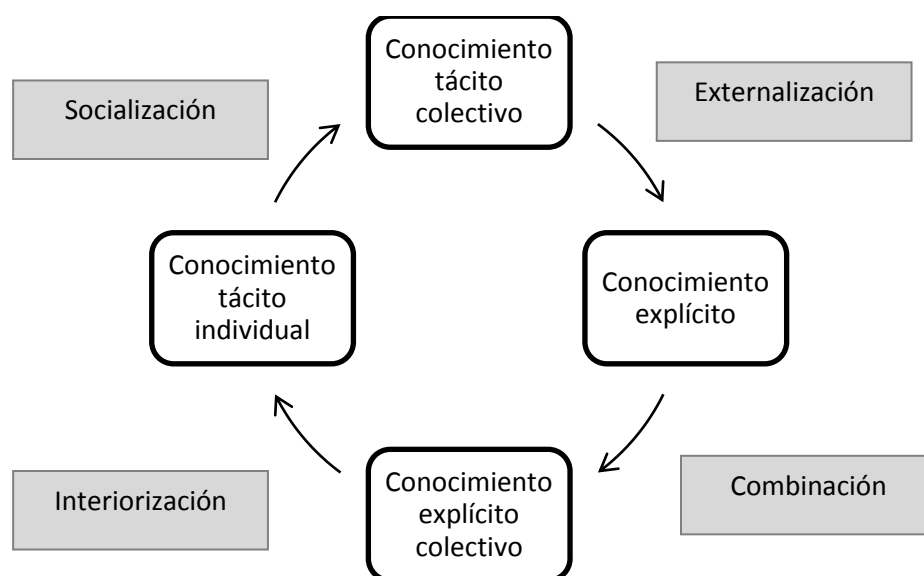 Conocimiento
tácito
colectivo
Socialización
Externalización
Conocimiento
tácito
individual
Conocimiento
explícito
Interiorización
Conocimiento
explícito
colectivo
Combinación